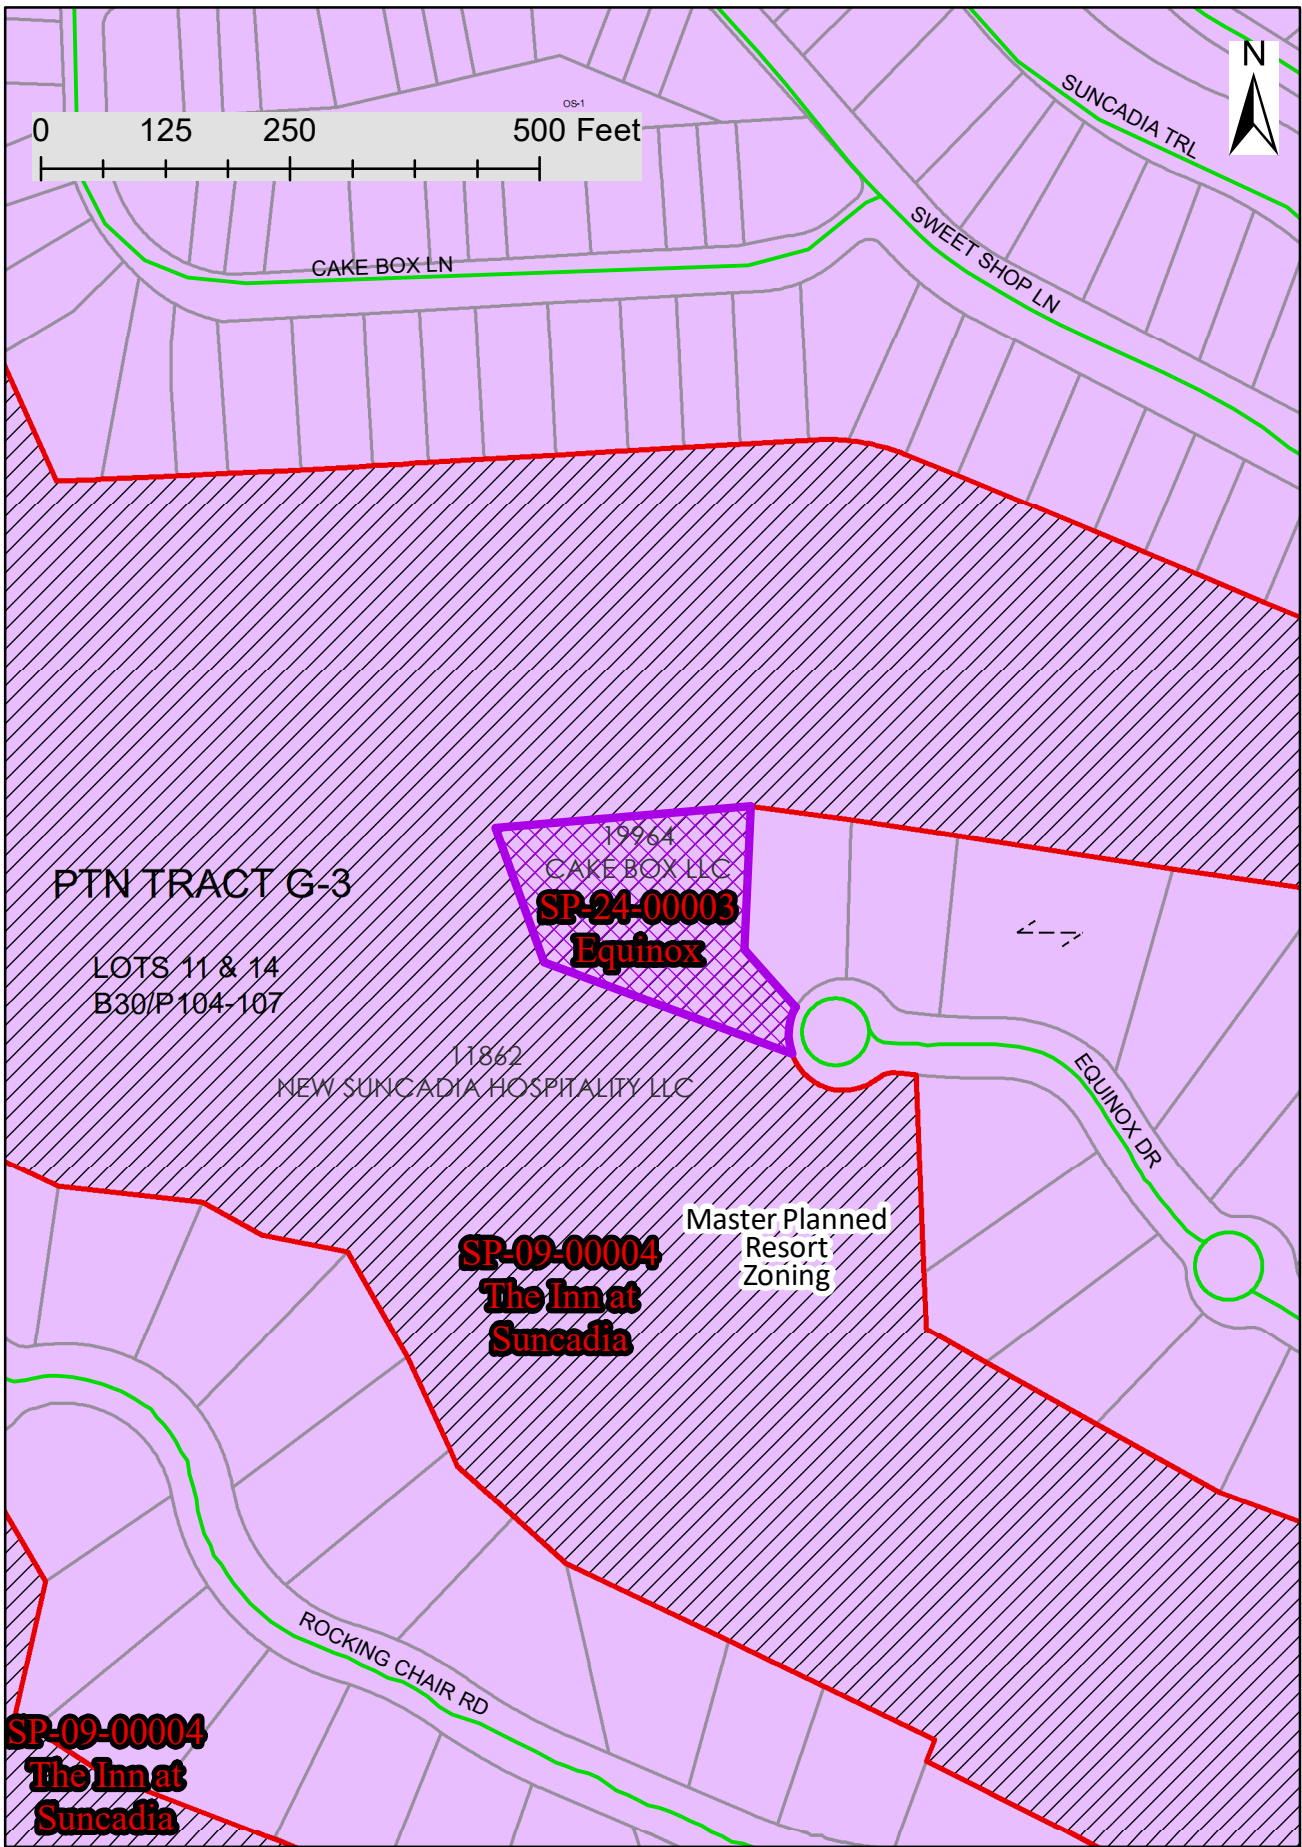 N
SUNCADIA TRL
OS-1
0 125 250 500 Feet
SWEET SHOP LN
CAKE BOX LN
19964
CAKE BOX LLC
SP-24-00003
Equinox
PTN TRACT G-3
LOTS 11 & 14
B30/P104-107
11862
NEW SUNCADIA HOSPITALITY LLC
EQUINOX DR
Master Planned
Resort
Zoning
SP-09-00004
The Inn at
Suncadia
ROCKING CHAIR RD
SP-09-00004
The Inn at
Suncadia